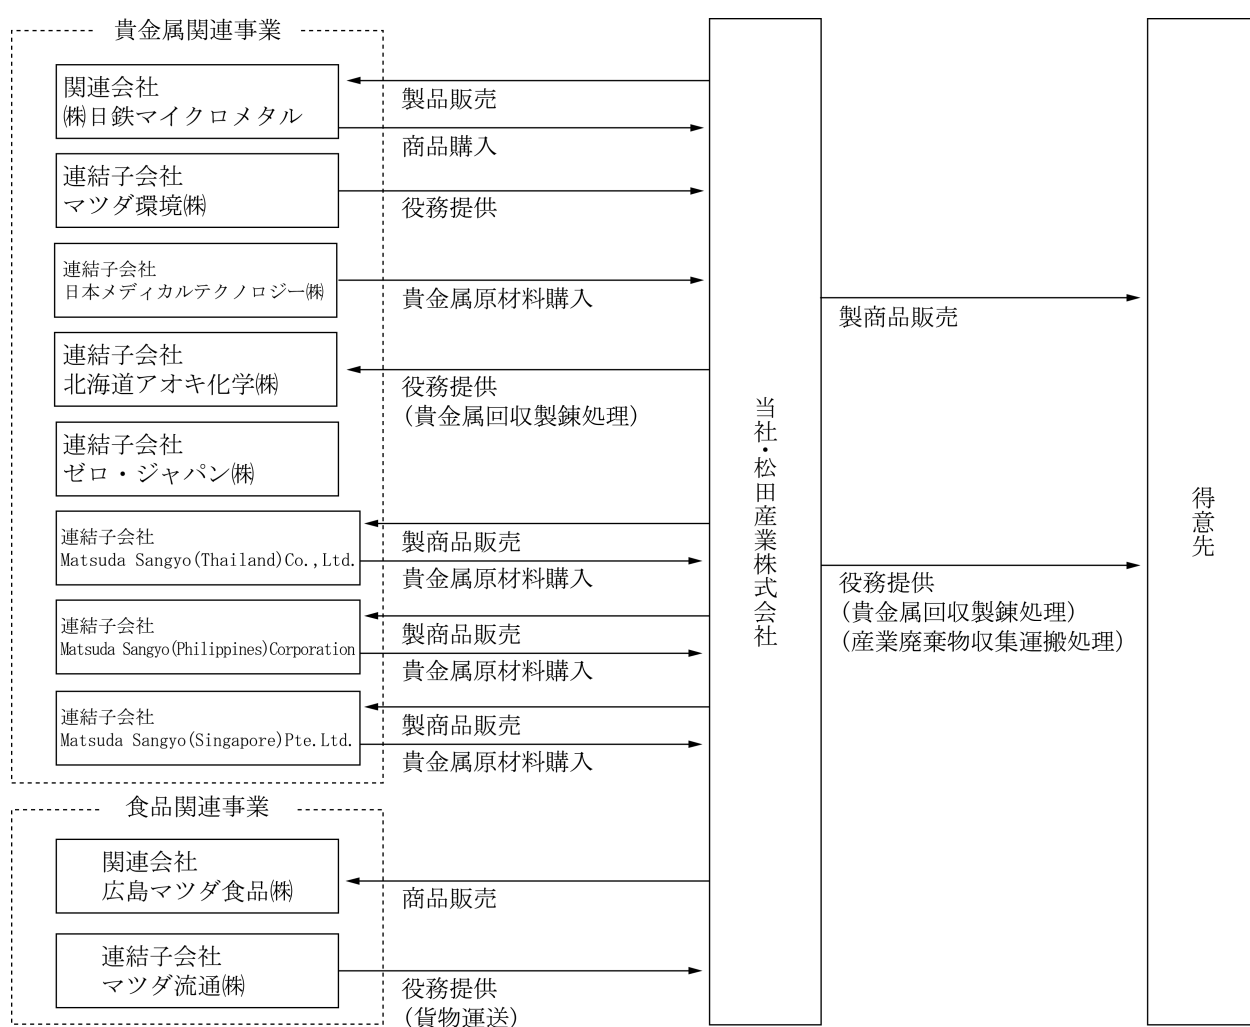 貴金属関連事業
関連会社
㈱日鉄マイクロメタル
製品販売
商品購入
連結子会社
マツダ環境㈱
役務提供
連結子会社
日本メディカルテクノロジー㈱
貴金属原材料購入
連結子会社
北海道アオキ化学㈱
役務提供
(貴金属回収製錬処理)
連結子会社
ゼロ・ジャパン㈱
連結子会社
Matsuda Sangyo(Thailand)Co.,Ltd.
製商品販売
貴金属原材料購入
連結子会社
Matsuda Sangyo(Philippines)Corporation
製商品販売
貴金属原材料購入
連結子会社
Matsuda Sangyo(Singapore)Pte.Ltd.
製商品販売
貴金属原材料購入
食品関連事業
関連会社
広島マツダ食品㈱
商品販売
連結子会社
マツダ流通㈱
役務提供
(貨物運送)
当社・松田産業株式会社
製商品販売
役務提供
(貴金属回収製錬処理)
(産業廃棄物収集運搬処理)
得意先